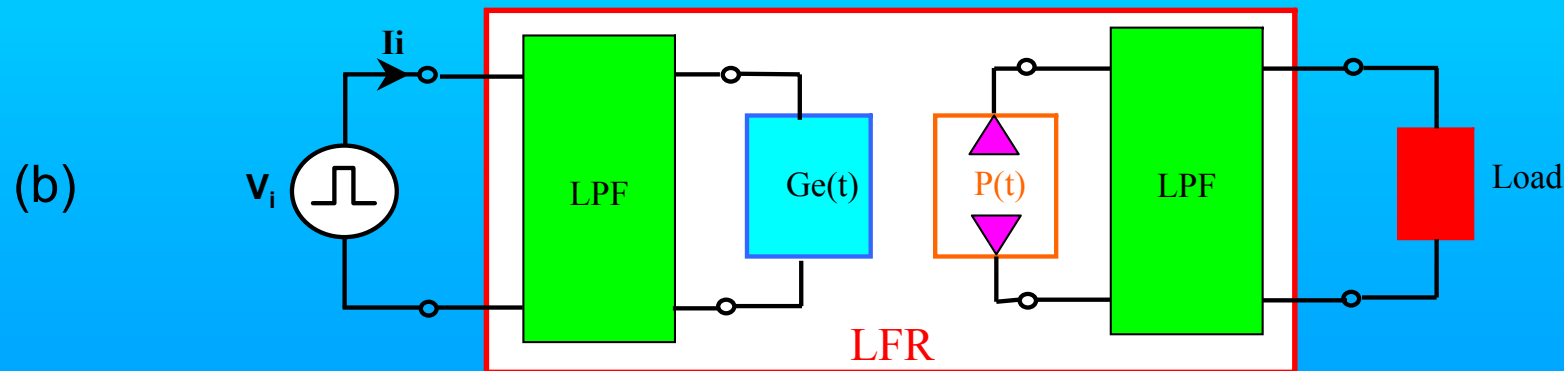 (b)
Vi
Ii
LPF
Ge(t)
P(t)
LPF
Load
LFR